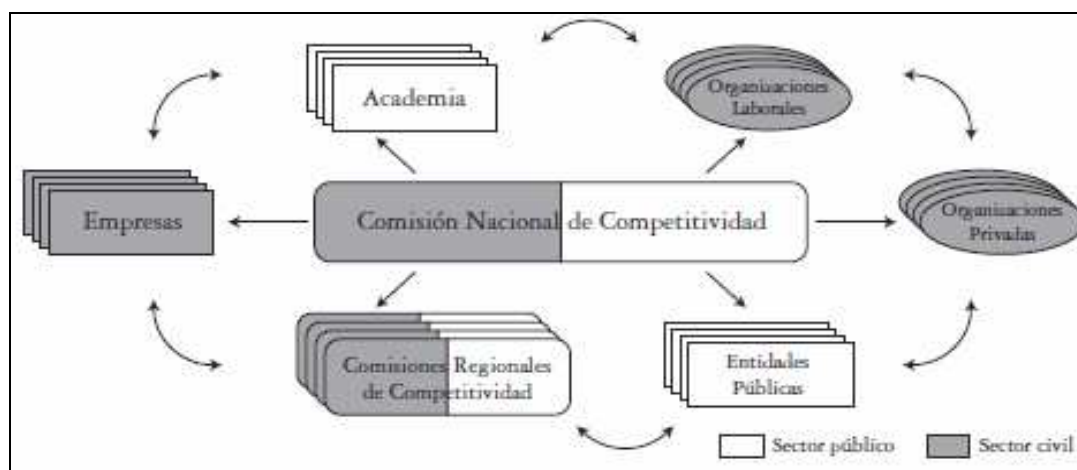 Academia
Organizaciones
Laborales
Empresas
Comisión Nacional de Competitividad
Organizaciones
Privadas
Comisiones Regionales
de Competitividad
Entidades
Públicas
Sector público
Sector civil